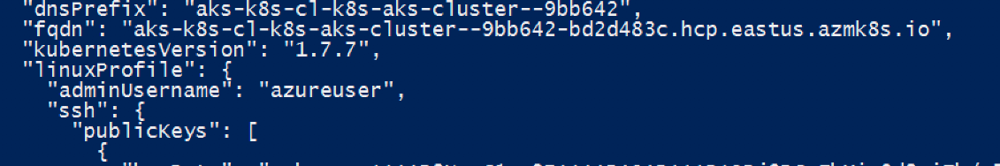 "dnsPrefix": "aks-k8s-cl-k8s-aks-cluster--9bb642",
"fqdn": "aks-k8s-cl-k8s-aks-cluster--9bb642-bd2d483c.hcp.eastus.azmk8s.io",
"kubernetesVersion": "1.7.7",
"linuxProfile": {
"adminUsername": "azureuser",
"ssh": {
"publicKeys": [
{